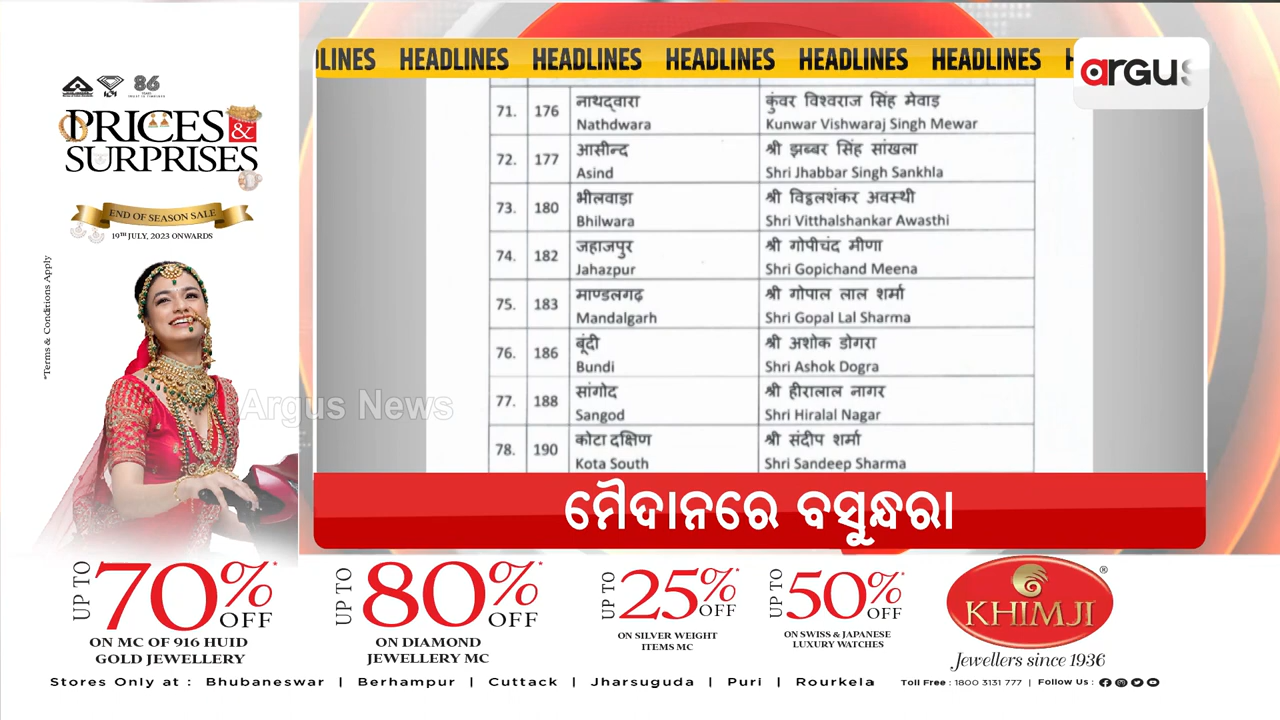 86
PRICES &
SURPRISES
END OF SEASON SALE
19TH JULY, 2023 ONWARDS
*Terms & Conditions Apply
HEADLINES HEADLINES HEADLINES HEADLINES HEADLINES
argus
71. 176 नाथद्वारा कुंवर विश्वराज सिंह मेवाड़
Nathdwara Kunwar Vishwaraj Singh Mewar
72. 177 आसीन्द श्री झब्बर सिंह सांखला
Asind Shri Jhabbar Singh Sankhla
73. 180 भीलवाड़ा श्री विट्ठलशंकर अवस्थी
Bhilwara Shri Vitthalshankar Awasthi
74. 182 जहाजपुर श्री गोपीचंद मीणा
Jahazpur Shri Gopichand Meena
75. 183 माण्डलगढ़ श्री गोपाल लाल शर्मा
Mandalgarh Shri Gopal Lal Sharma
76. 186 बूंदी श्री अशोक डोगरा
Bundi Shri Ashok Dogra
77. 188 सांगोद श्री हीरालाल नागर
Sangod Shri Hiralal Nagar
78. 190 कोटा दक्षिण श्री संदीप शर्मा
Kota South Shri Sandeep Sharma
Argus News
ମୈଦାନରେ ବସୁନ୍ଧରା
UP TO 70%* OFF
ON MC OF 916 HUID
GOLD JEWELLERY
UP TO 80%* OFF
ON DIAMOND
JEWELLERY MC
UP TO 25%* OFF
ON SILVER WEIGHT
ITEMS MC
UP TO 50%* OFF
ON SWISS & JAPANESE
LUXURY WATCHES
KHIMJI ®
Jewellers since 1936
Stores Only at : Bhubaneswar | Berhampur | Cuttack | Jharsuguda | Puri | Rourkela Toll Free : 1800 3131 777 | Follow Us :